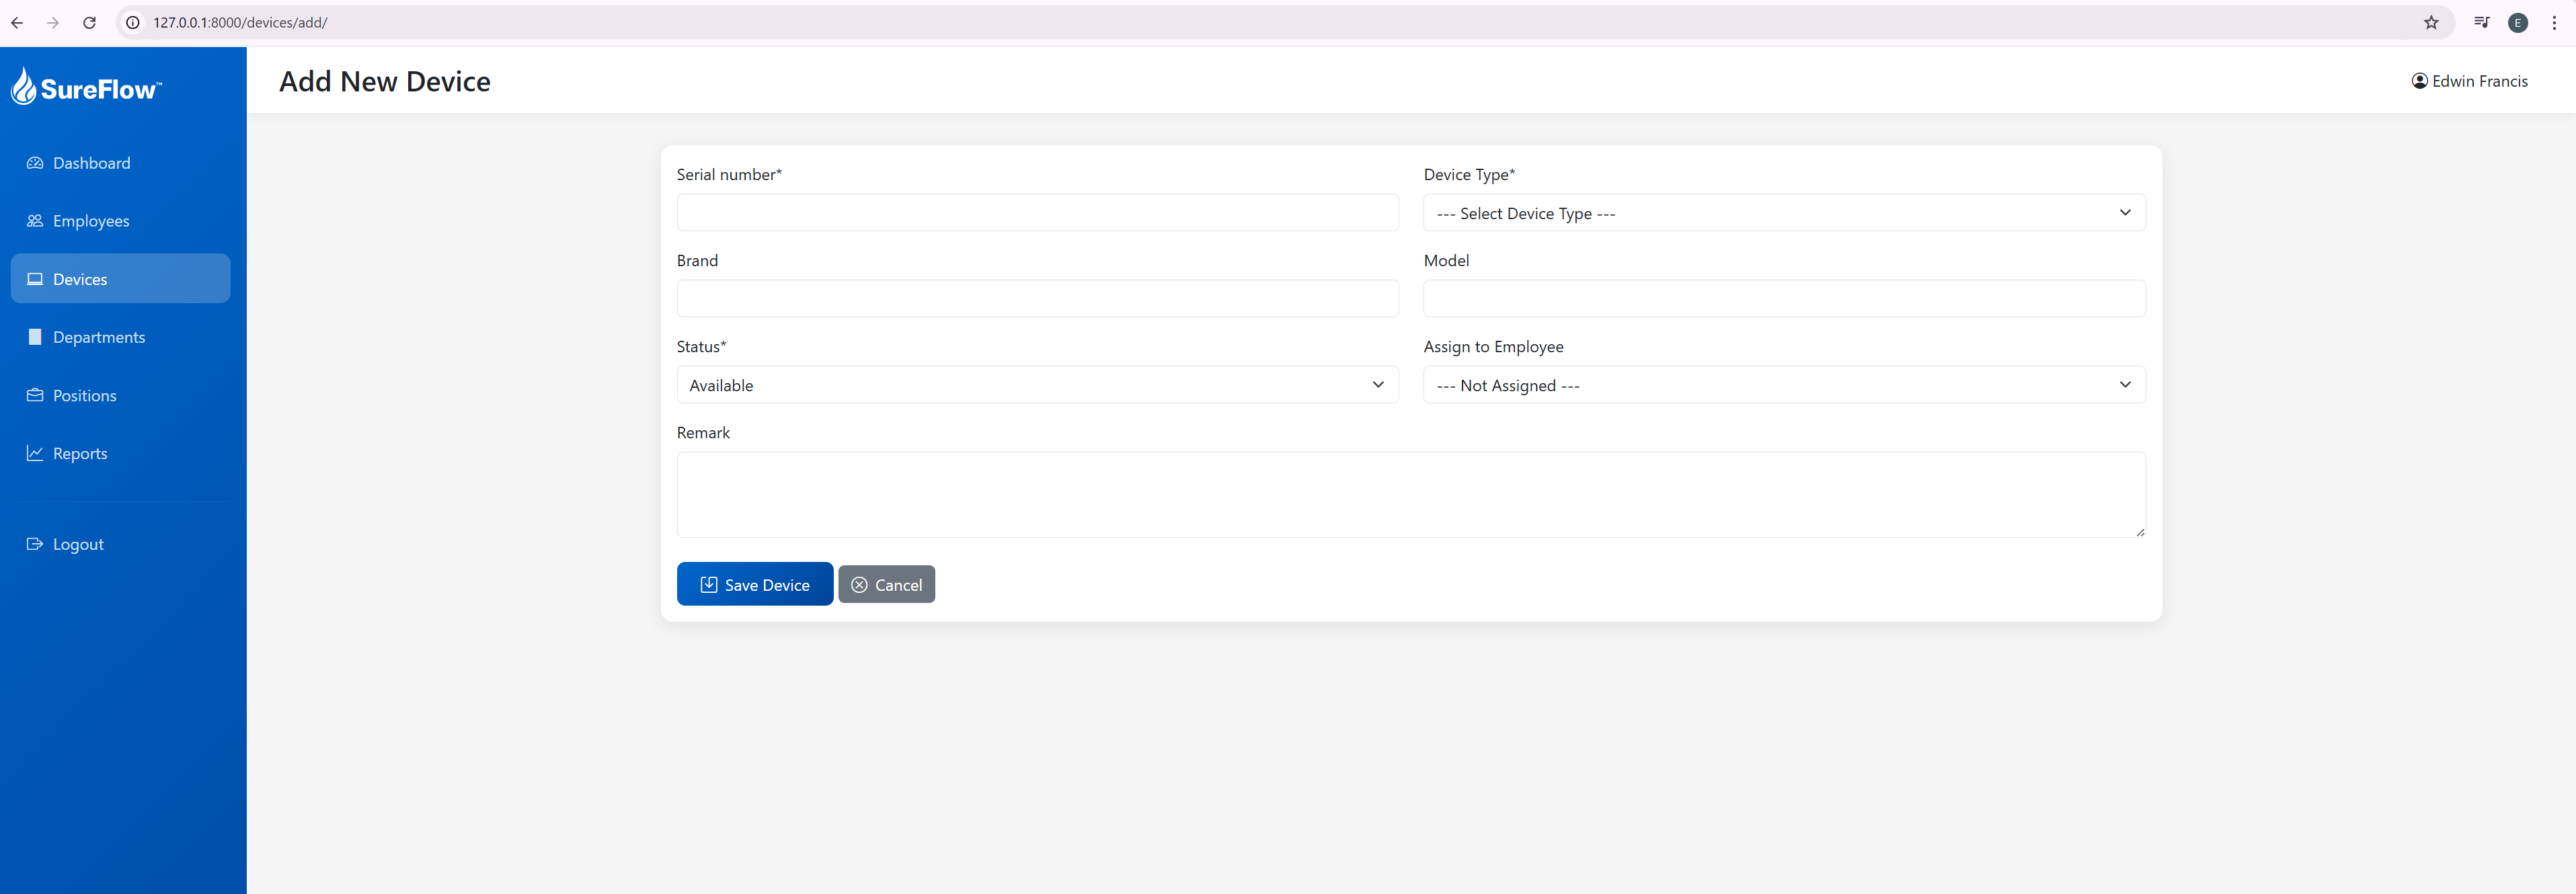 127.0.0.1:8000/devices/add/
E
SureFlow™
Add New Device
Edwin Francis
Dashboard
Employees
Devices
Departments
Positions
Reports
Logout
Serial number*
Device Type*
--- Select Device Type ---
Brand
Model
Status*
Assign to Employee
Available
--- Not Assigned ---
Remark
Save Device
Cancel